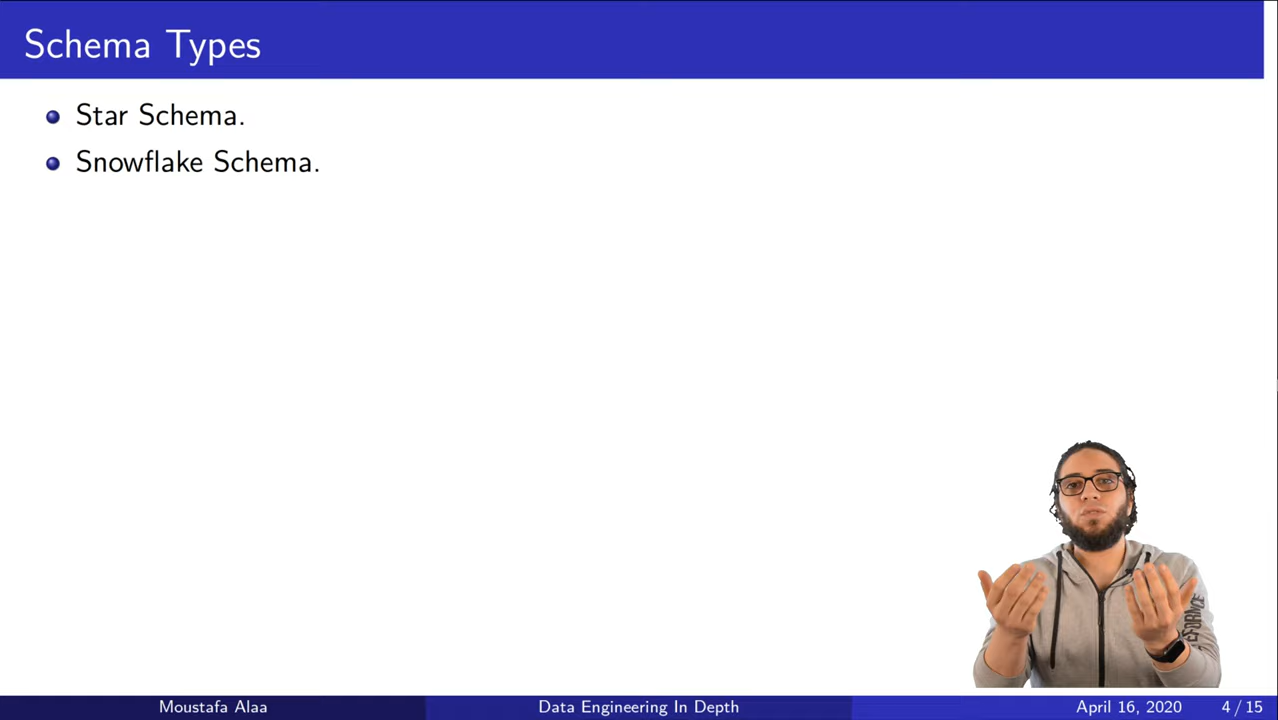 Schema Types
Star Schema.
Snowflake Schema.
Moustafa Alaa
Data Engineering In Depth
April 16, 2020
4 / 15